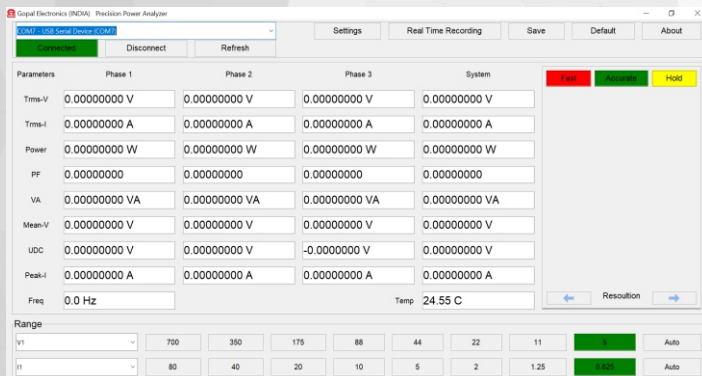 Gopal Electronics (INDIA) Precision Power Analyzer
COM7 - USB Serial Device (COM7)
Settings Real Time Recording Save Default About
Connected Disconnect Refresh
Parameters Phase 1 Phase 2 Phase 3 System
Fast Accurate Hold
Trms-V 0.00000000 V 0.00000000 V 0.00000000 V 0.00000000 V
Trms-I 0.00000000 A 0.00000000 A 0.00000000 A 0.00000000 A
Power 0.00000000 W 0.00000000 W 0.00000000 W 0.00000000 W
PF 0.00000000 0.00000000 0.00000000 0.00000000
VA 0.00000000 VA 0.00000000 VA 0.00000000 VA 0.00000000 VA
Mean-V 0.00000000 V 0.00000000 V 0.00000000 V 0.00000000 V
UDC 0.00000000 V 0.00000000 V -0.0000000 V 0.00000000 V
Peak-I 0.00000000 A 0.00000000 A 0.00000000 A 0.00000000 A
Freq 0.0 Hz Temp 24.55 C
Resoultion
Range
V1 700 350 175 88 44 22 11 5 Auto
I1 80 40 20 10 5 2 1.25 0.625 Auto